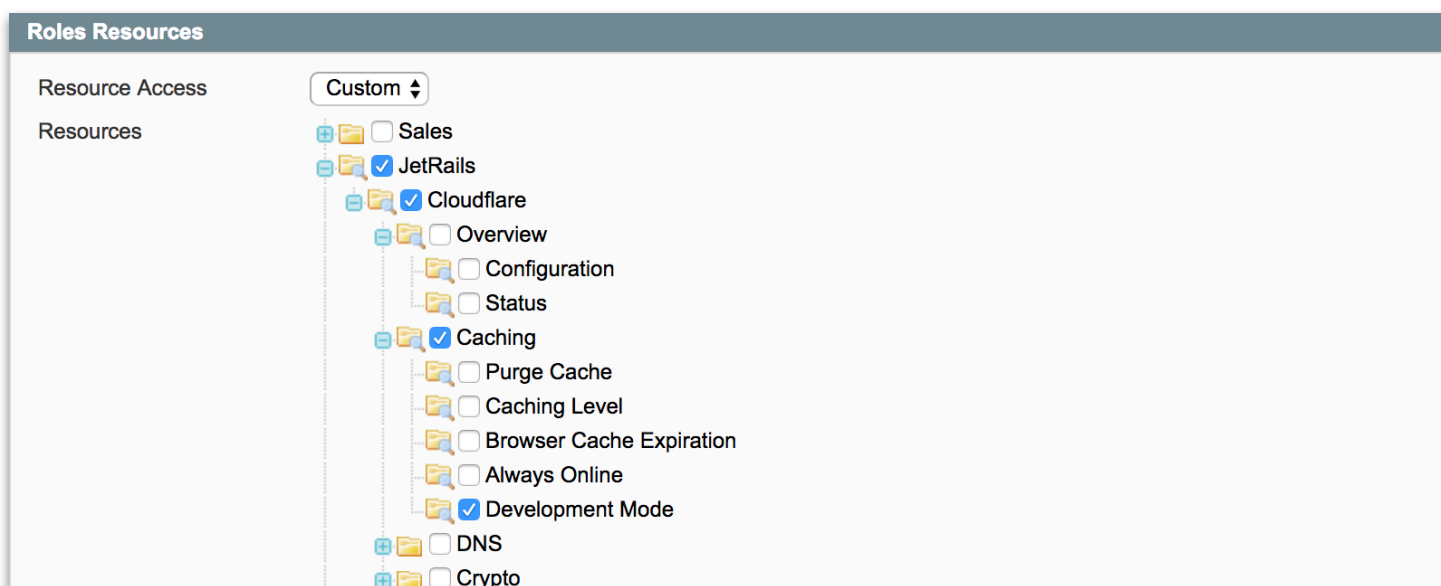 Roles Resources
Resource Access Custom
Resources Sales
JetRails
Cloudflare
Overview
Configuration
Status
Caching
Purge Cache
Caching Level
Browser Cache Expiration
Always Online
Development Mode
DNS
Crypto